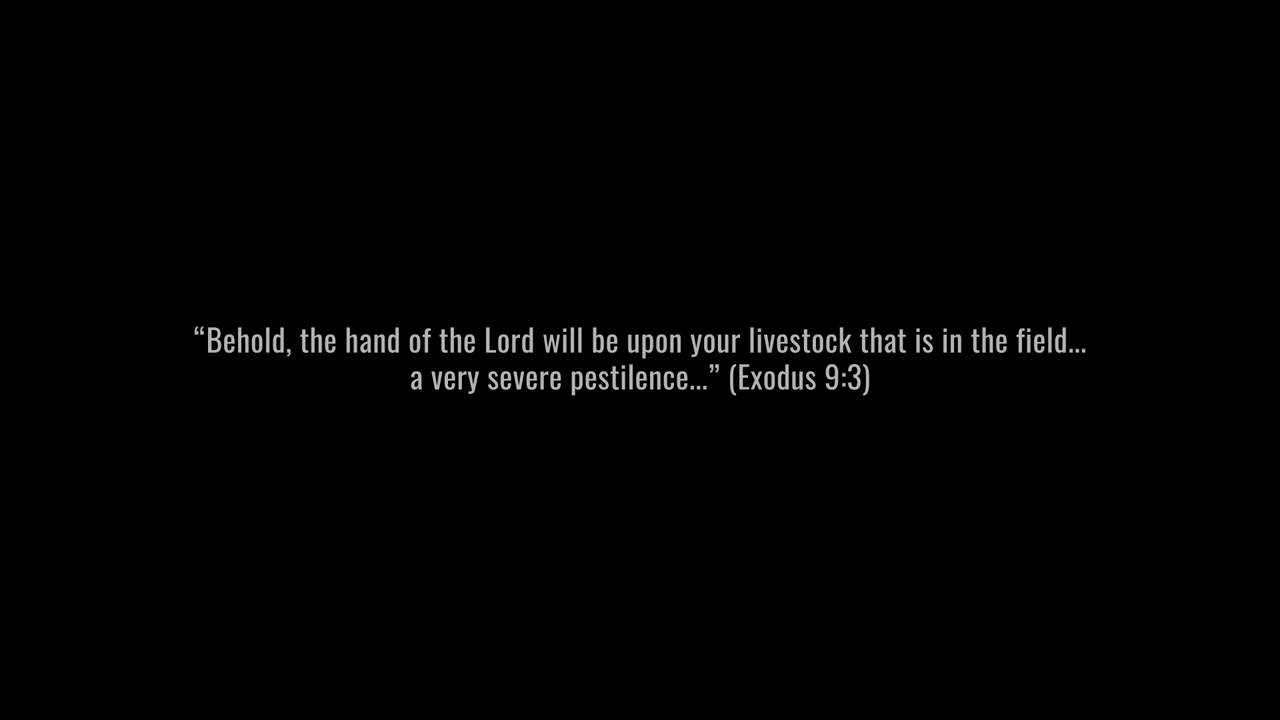 “Behold, the hand of the Lord will be upon your livestock that is in the field...
a very severe pestilence...” (Exodus 9:3)